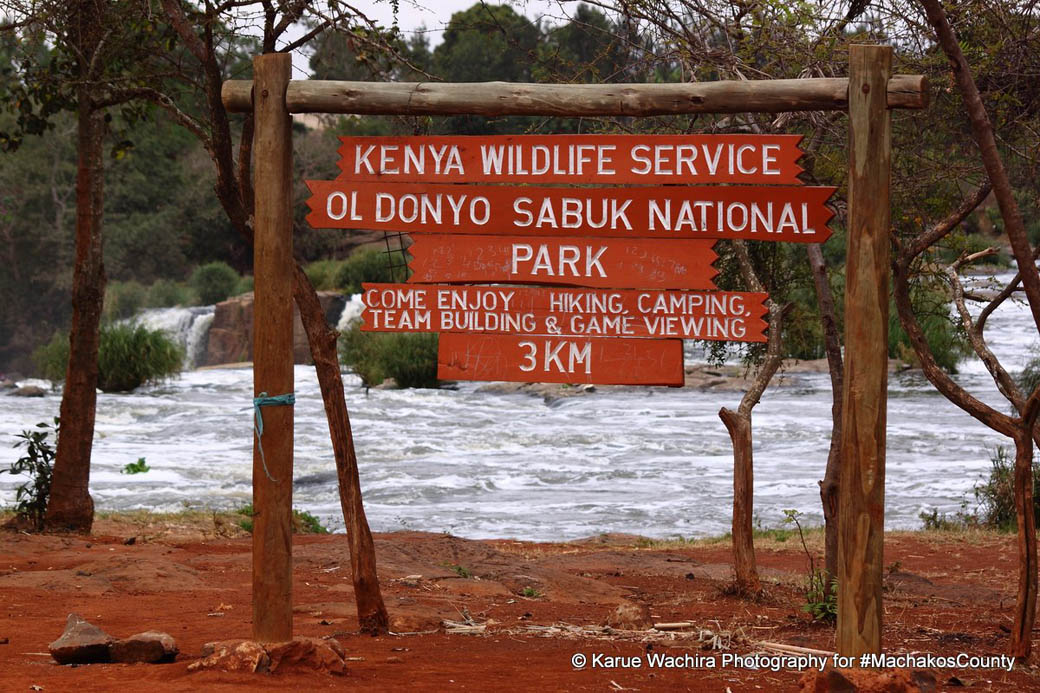 KENYA WILDLIFE SERVICE
OL DONYO SABUK NATIONAL
PARK
COME ENJOY HIKING, CAMPING,
TEAM BUILDING & GAME VIEWING
3KM
© Karue Wachira Photography for #MachakosCounty